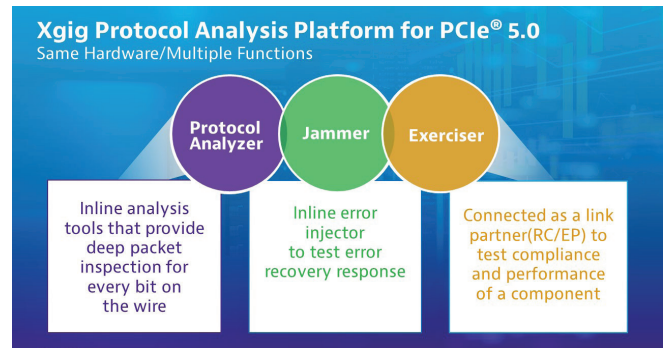 Xgig Protocol Analysis Platform for PCIe® 5.0
Same Hardware/Multiple Functions
Protocol
Analyzer
Jammer
Exerciser
Inline analysis
tools that provide
deep packet
inspection for
every bit on
the wire
Inline error
injector
to test error
recovery response
Connected as a link
partner(RC/EP) to
test compliance
and performance
of a component